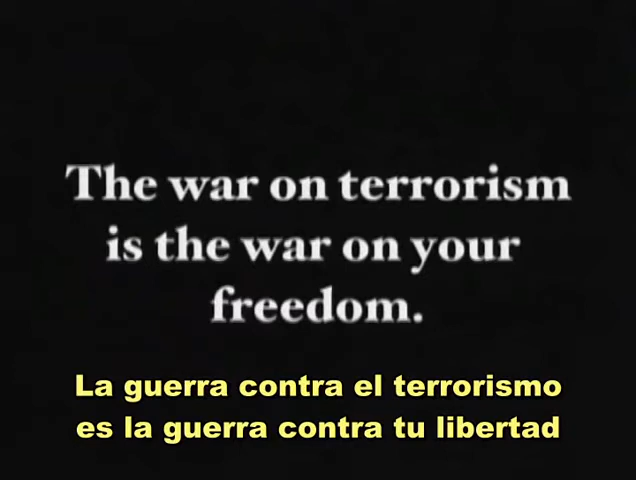 The war on terrorism
is the war on your
freedom.
La guerra contra el terrorismo
es la guerra contra tu libertad